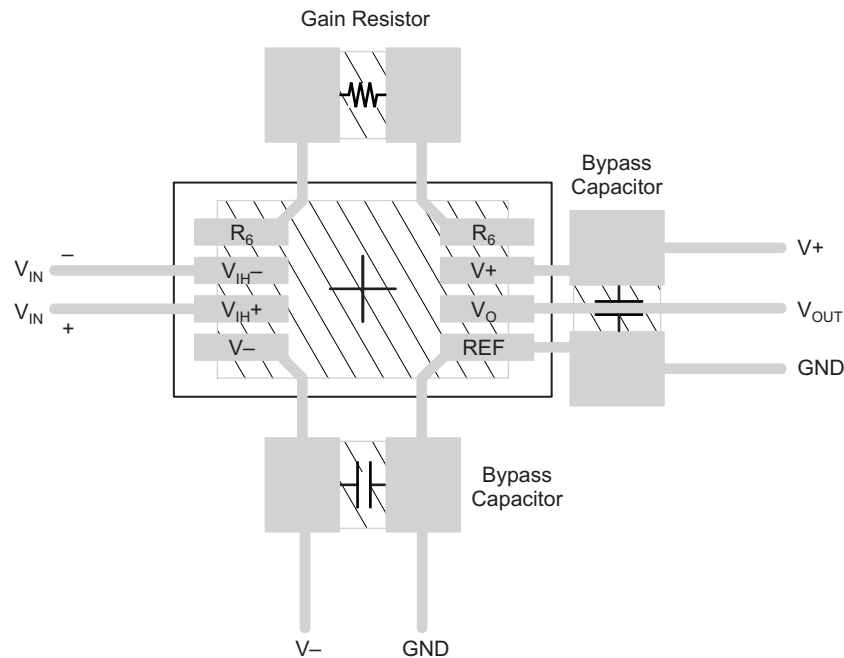 Gain Resistor
Bypass
Capacitor
R6
R6
V+
VIN
–
VIH–
V+
VIN
+
VIH+
VO
VOUT
V–
REF
GND
Bypass
Capacitor
V–
GND